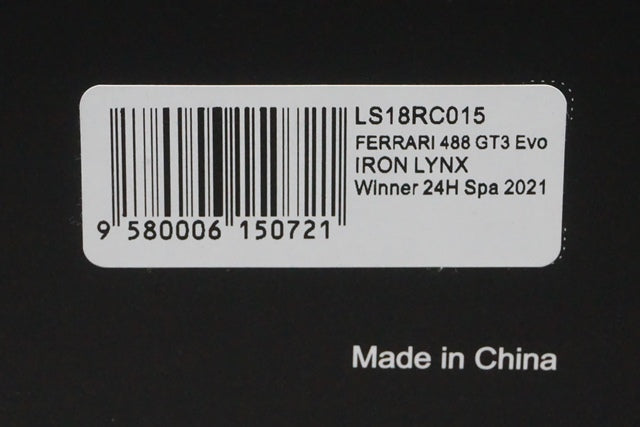 LS18RC015
FERRARI 488 GT3 Evo
IRON LYNX
Winner 24H Spa 2021
9 580006 150721
Made in China